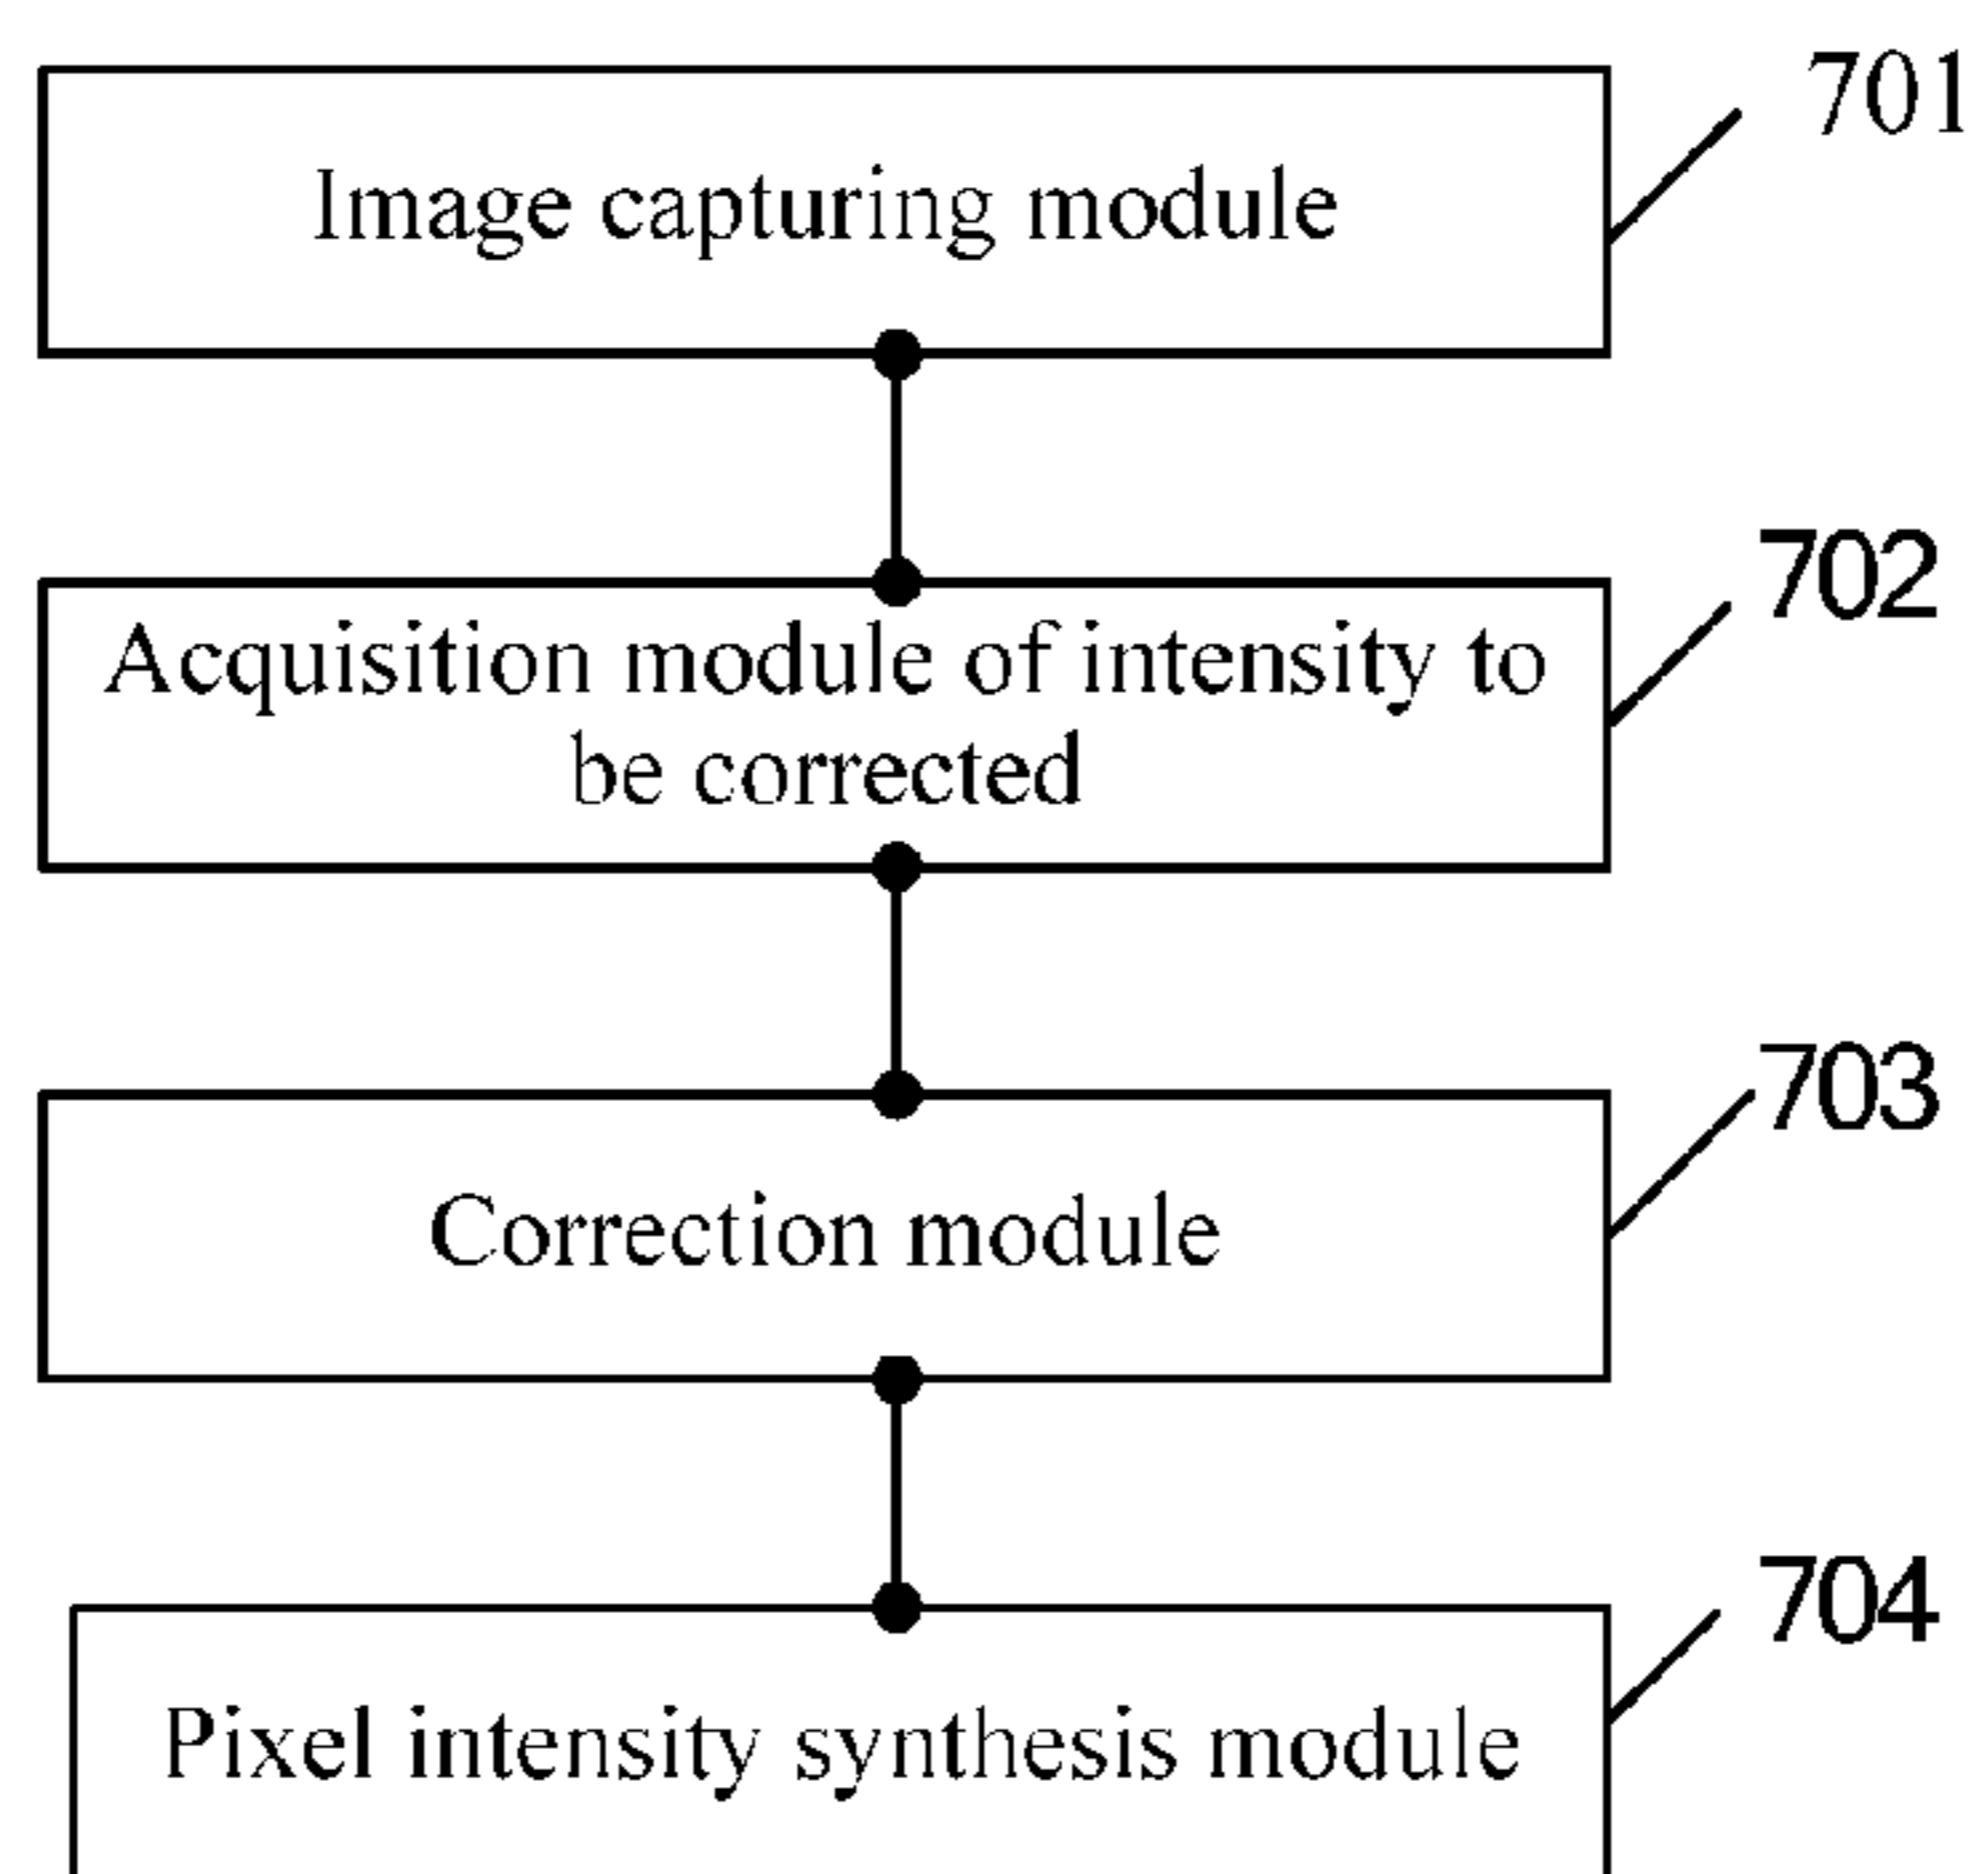 701
Image capturing module
702
Acquisition module of intensity to
be corrected
703
Correction module
704
Pixel intensity synthesis module